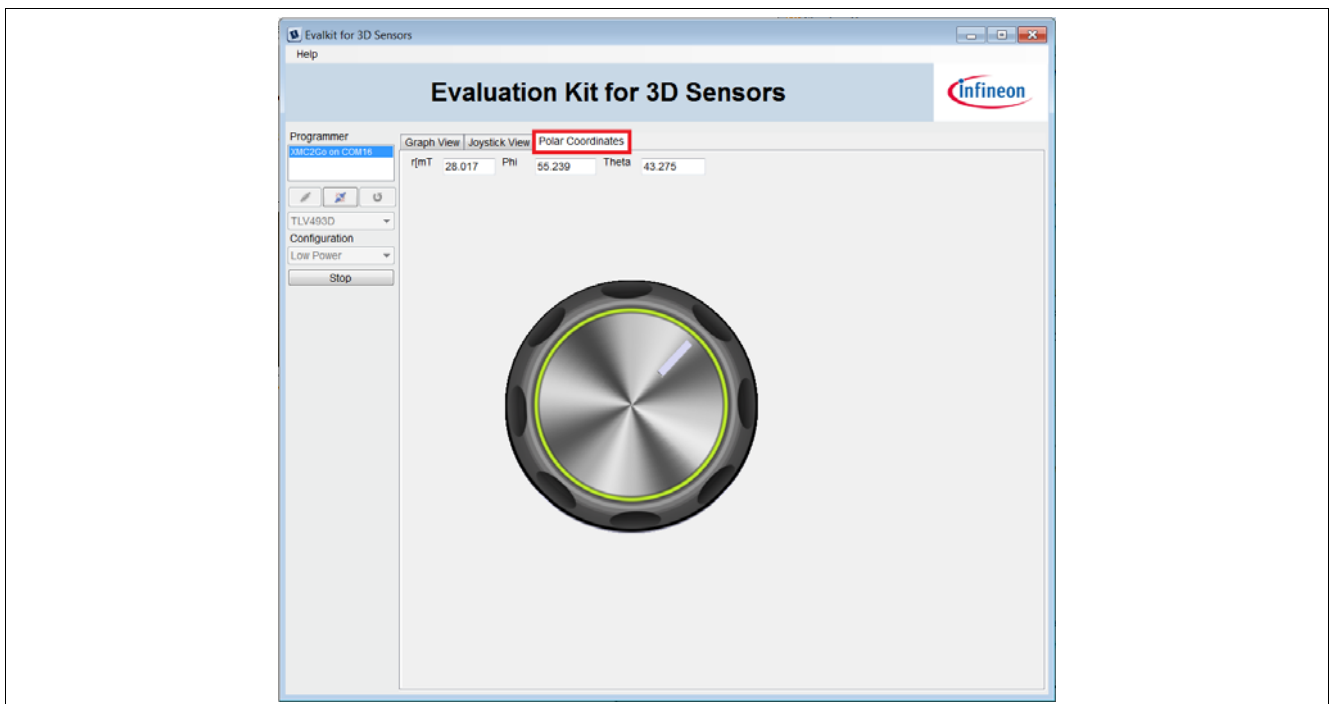 Evalkit for 3D Sensors
Help
Evaluation Kit for 3D Sensors
infineon
Programmer
XMC2Go on COM16
Graph View Joystick View Polar Coordinates
r[mT 28.017 Phi 55.239 Theta 43.275
TLV493D
Configuration
Low Power
Stop